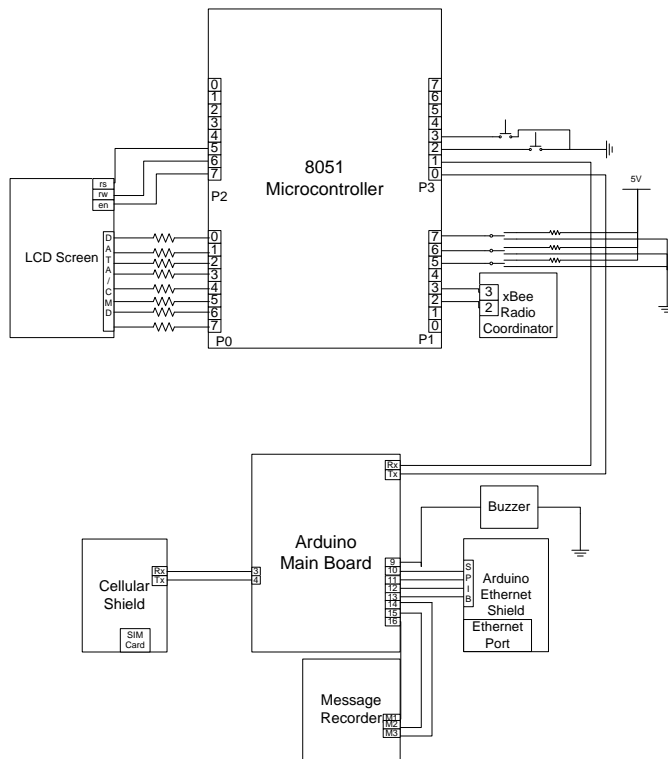 0
1
2
3
4
5
6
7
P2
7
6
5
4
3
2
1
0
P3
8051
Microcontroller
5V
rs
rw
en
LCD Screen
DATA/CMD
0
1
2
3
4
5
6
7
P0
7
6
5
4
3
2
1
0
P1
3
2
xBee
Radio
Coordinator
Rx
Tx
Arduino
Main Board
Buzzer
Rx
Tx
Cellular
Shield
SIM
Card
3
4
9
10
11
12
13
14
15
16
SPIB
Arduino
Ethernet
Shield
Ethernet
Port
Message
Recorder
M1
M2
M3